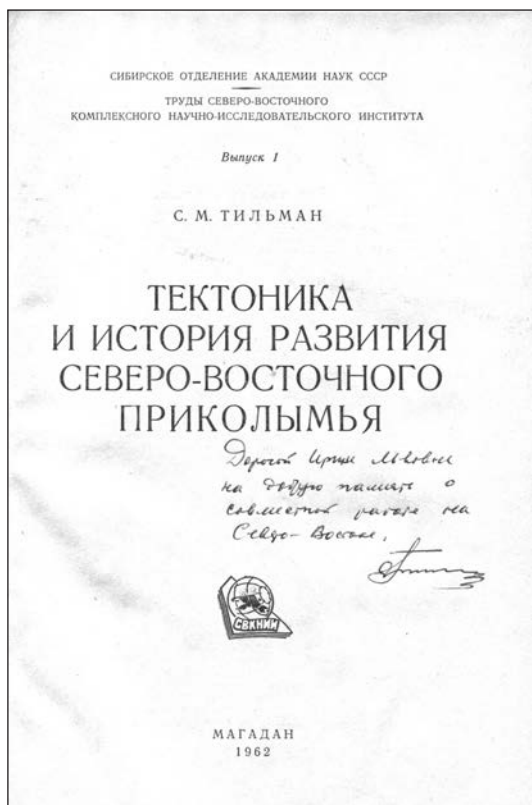 СИБИРСКОЕ ОТДЕЛЕНИЕ АКАДЕМИИ НАУК СССР
ТРУДЫ СЕВЕРО-ВОСТОЧНОГО
КОМПЛЕКСНОГО НАУЧНО-ИССЛЕДОВАТЕЛЬСКОГО ИНСТИТУТА
Выпуск 1
С. М. ТИЛЬМАН
ТЕКТОНИКА
И ИСТОРИЯ РАЗВИТИЯ
СЕВЕРО-ВОСТОЧНОГО
ПРИКОЛЫМЬЯ
Дорогой Ирине Львовне
на добрую память о
совместной работе на
Северо-Востоке.
СВКНИИ
МАГАДАН
1962